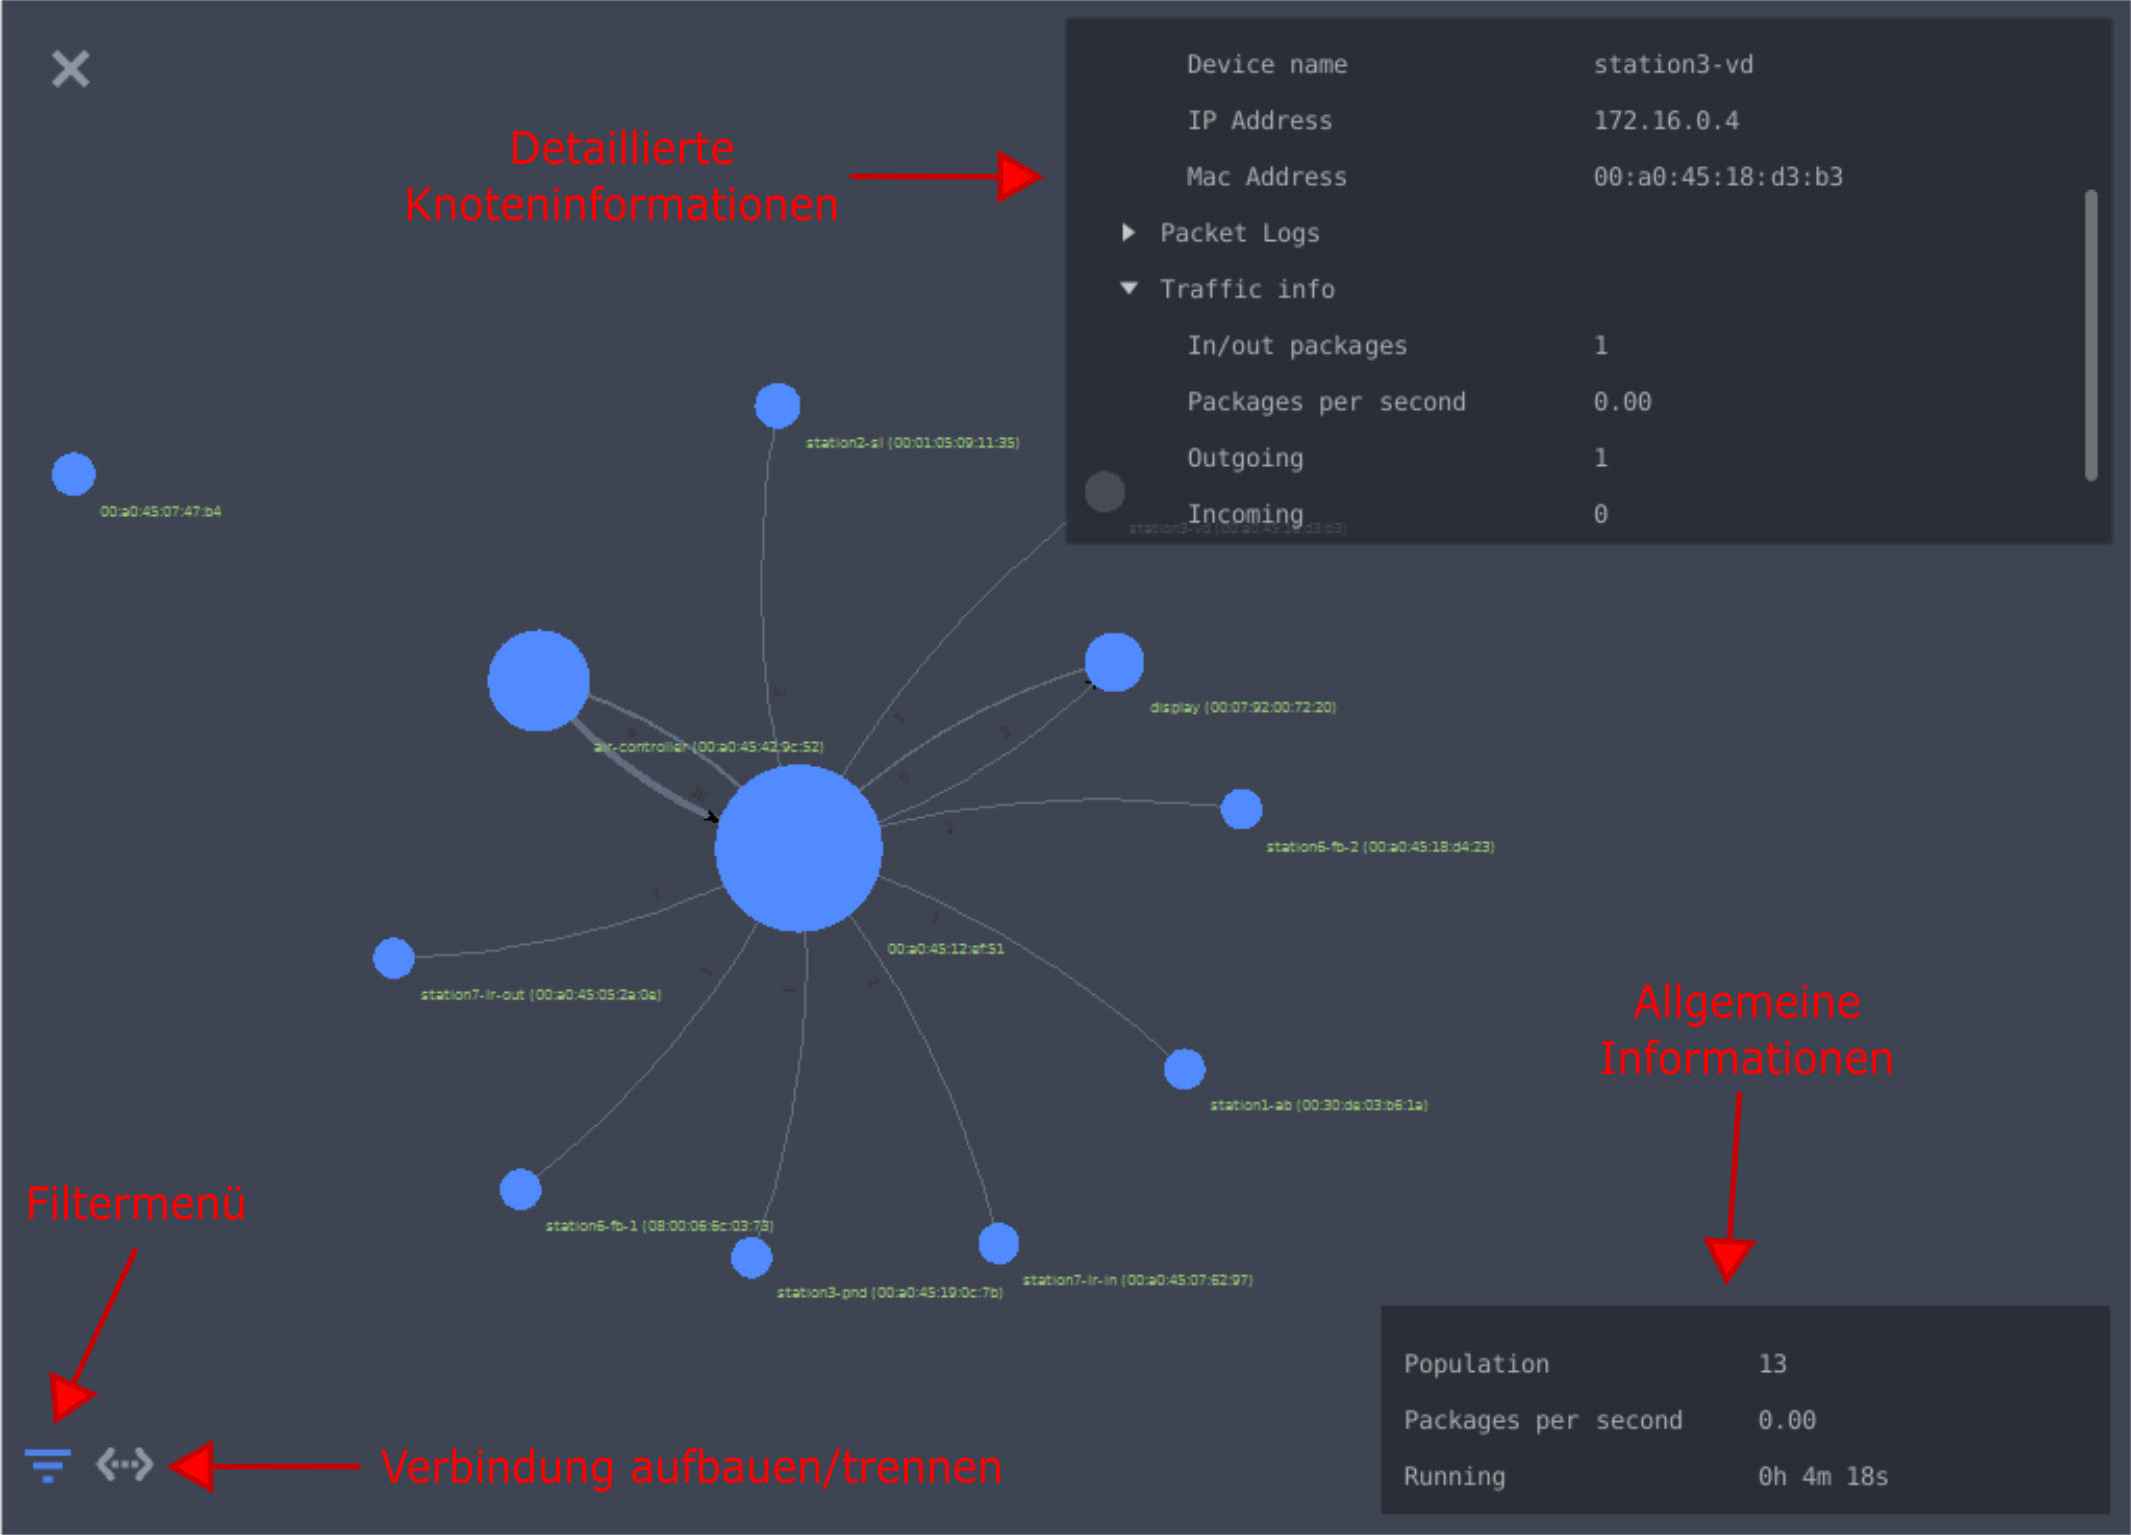 Device name station3-vd
IP Address 172.16.0.4
Detaillierte
Knoteninformationen
Mac Address 00:a0:45:18:d3:b3
Packet Logs
Traffic info
In/out packages 1
Packages per second 0.00
Outgoing 1
Incoming 0
station3-vd (00:a0:45:18:d3:b3)
station2-sl (00:01:05:09:11:35)
00:a0:45:07:47:b4
display (00:07:92:00:72:20)
air-controller (00:a0:45:42:9c:52)
station6-fb-2 (00:a0:45:18:d4:23)
00:a0:45:12:ef:51
station7-lr-out (00:a0:45:05:2a:0e)
Allgemeine
Informationen
station1-ab (00:30:de:03:b6:1a)
Filtermenü
station6-fb-1 (08:00:06:6c:03:73)
station7-lr-in (00:a0:45:07:62:97)
station3-pnd (00:a0:45:19:0c:7b)
Population 13
Packages per second 0.00
Running 0h 4m 18s
Verbindung aufbauen/trennen